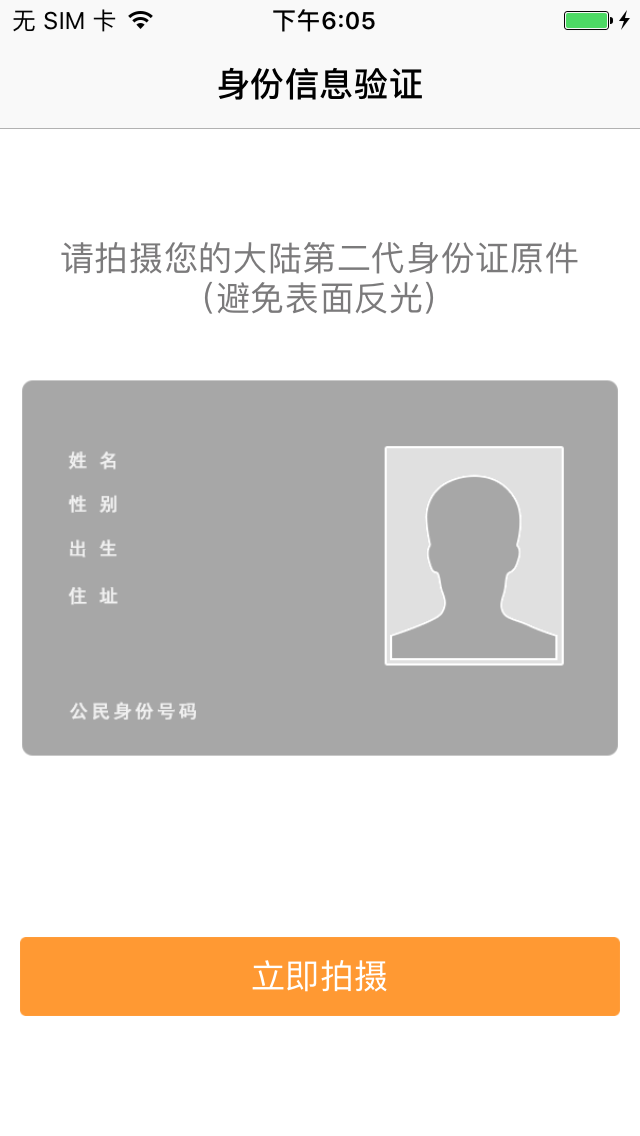 无 SIM 卡 下午6:05
身份信息验证
请拍摄您的大陆第二代身份证原件
（避免表面反光）
姓 名
性 别
出 生
住 址
公民身份号码
立即拍摄